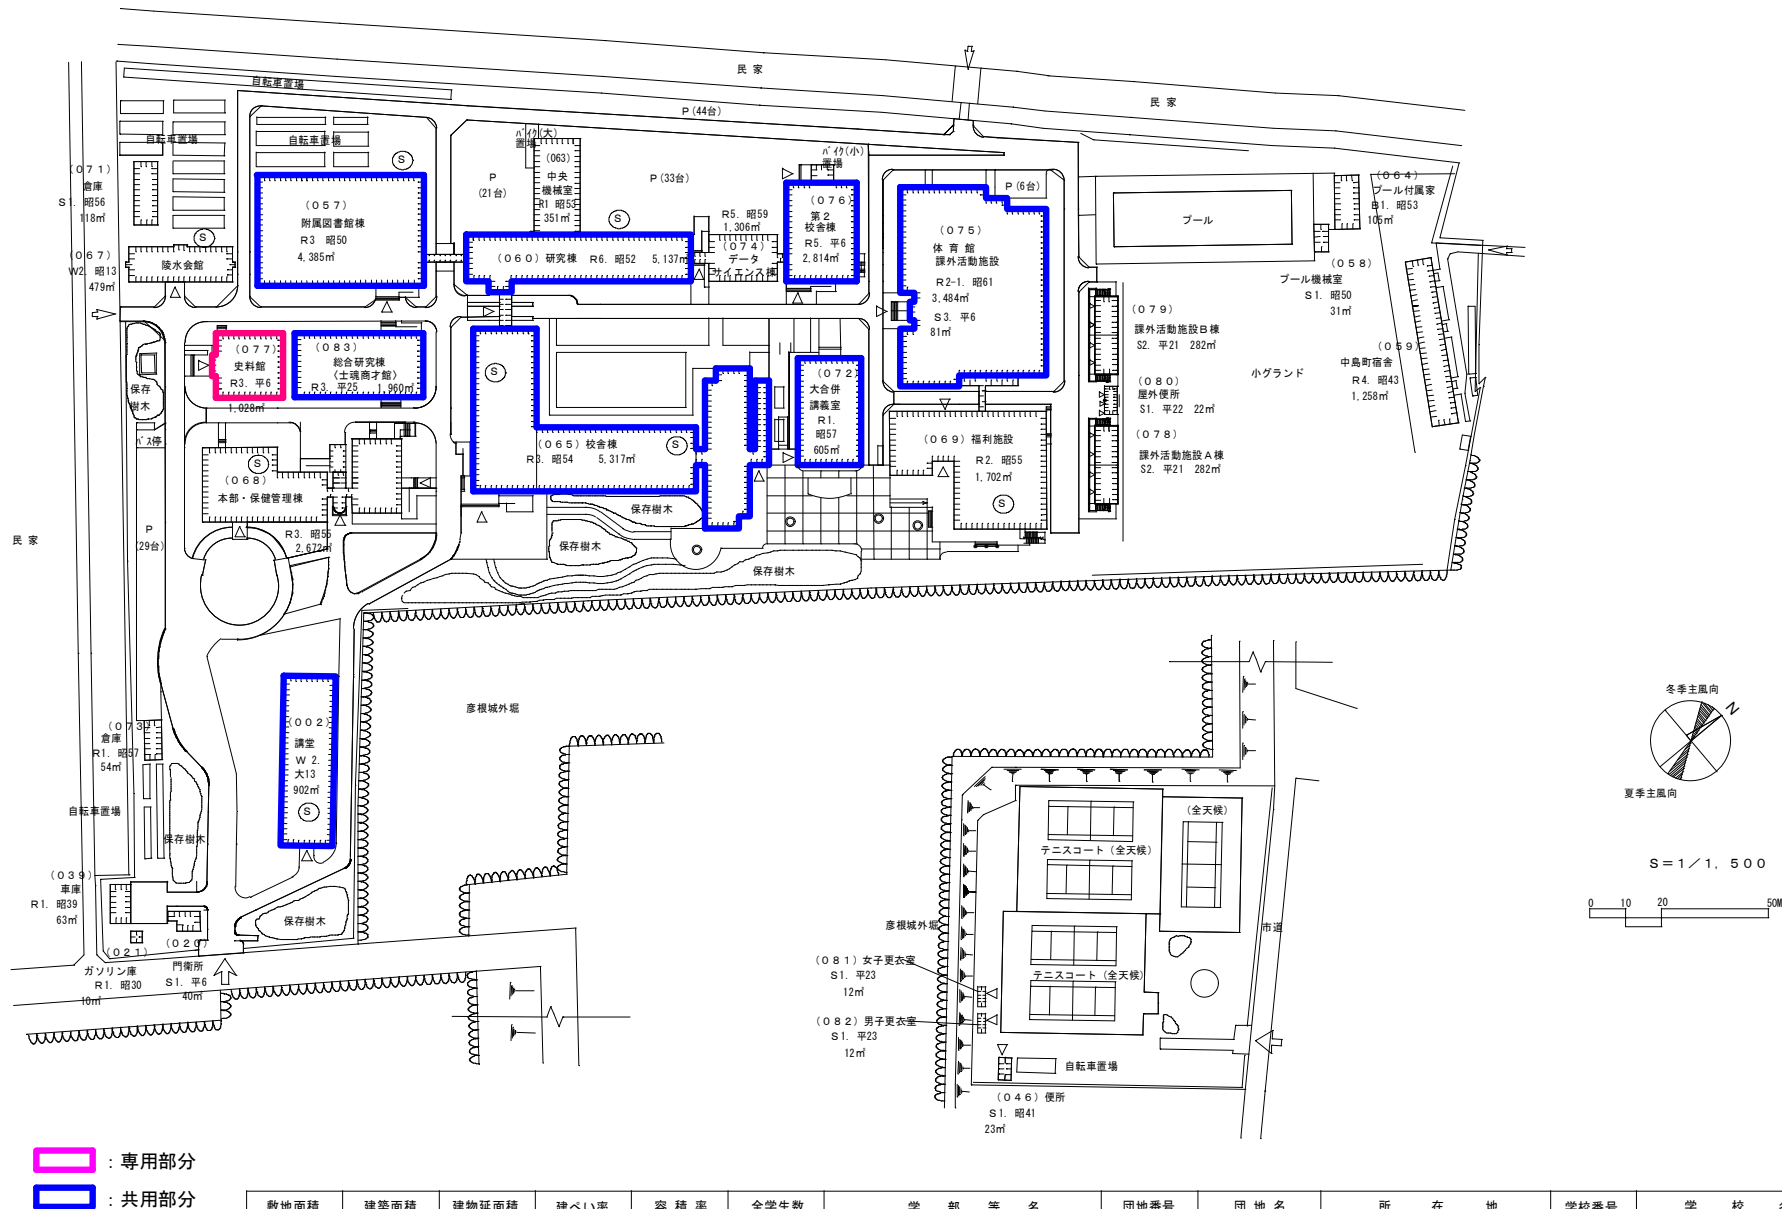 民 家
民 家
自転車置場
P(44台)
自転車置場
自転車置場
ﾊﾞｲｸ(大)
置場
(063)
中央
機械室
R1 昭53
351㎡
P
(21台)
P(33台)
ﾊﾞｲｸ(小)
置場
P(6台)
(071)
倉庫
S1. 昭56
118㎡
(057)
附属図書館棟
R3 昭50
4,385㎡
S
S
S
(067)
W2. 昭13
479㎡
陵水会館
(060) 研究棟 R6. 昭52 5,137㎡
R5. 昭59
1,306㎡
(074)
データ
サイエンス棟
(076)
第2
校舎棟
R5. 平6
2,814㎡
(075)
体 育 館
課外活動施設
R2-1. 昭61
3,484㎡
S3. 平6
81㎡
プール
(064)
プール付属家
B1. 昭53
105㎡
(058)
プール機械室
S1. 昭50
31㎡
(059)
中島町宿舎
R4. 昭43
1,258㎡
小グランド
(079)
課外活動施設B棟
S2. 平21 282㎡
(080)
屋外便所
S1. 平22 22㎡
(078)
課外活動施設A棟
S2. 平21 282㎡
(077)
史料館
R3. 平6
1,028㎡
(083)
総合研究棟
〈士魂商才館〉
R3. 平25 1,960㎡
保存
樹木
バス停
S
(065) 校舎棟
R3. 昭54 5,317㎡
S
(072)
大合併
講義室
R1.
昭57
605㎡
(069) 福利施設
R2. 昭55
1,702㎡
S
S
(068)
本部・保健管理棟
R3. 昭55
2,672㎡
保存樹木
保存樹木
保存樹木
P
(29台)
民 家
(002)
講堂
W 2.
大13
902㎡
S
(073)
倉庫
R1. 昭57
54㎡
自転車置場
保存樹木
保存樹木
(039)
車庫
R1. 昭39
63㎡
(021)
ガソリン庫
R1. 昭30
10㎡
(020)
門衛所
S1. 平6
40㎡
彦根城外堀
彦根城外堀
テニスコート (全天候)
(全天候)
テニスコート (全天候)
市道
(081) 女子更衣室
S1. 平23
12㎡
(082) 男子更衣室
S1. 平23
12㎡
自転車置場
(046) 便所
S1. 昭41
23㎡
冬季主風向
N
夏季主風向
S=1/1,500
0 10 20 50M
：専用部分
：共用部分
敷地面積 建築面積 建物延面積 建ぺい率 容 積 率 全学生数 学 部 等 名 団地番号 団 地 名 所 在 地 学校番号 学 校